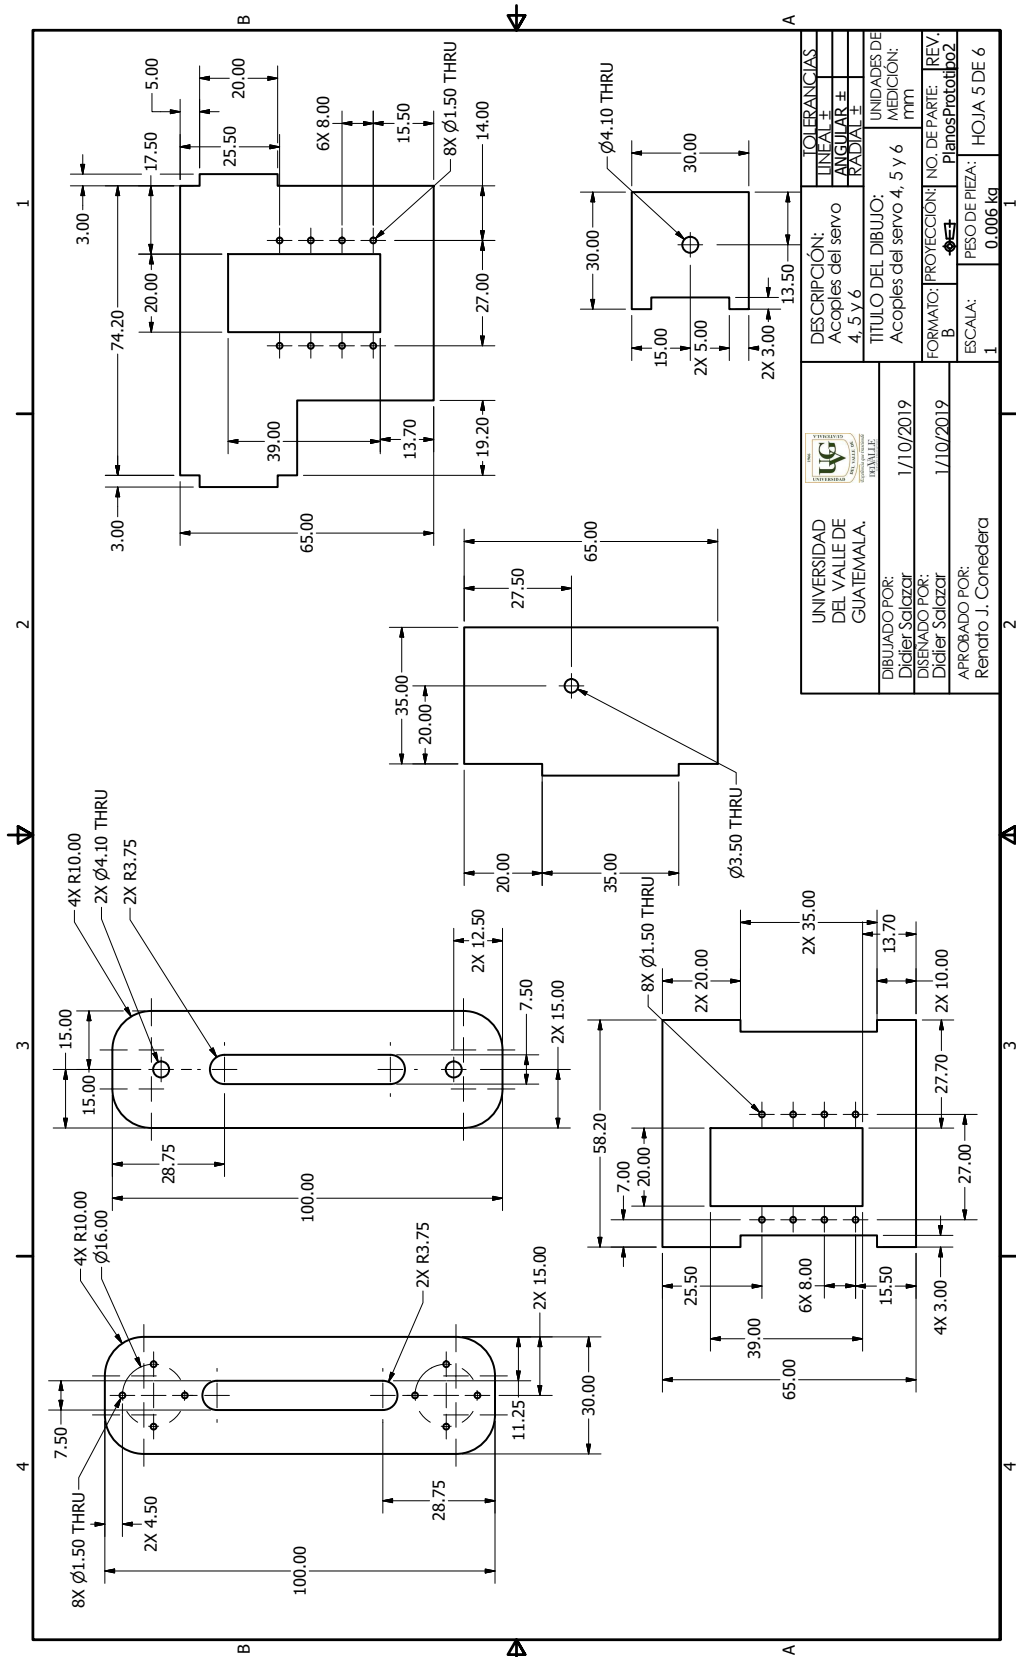 4
3
2
1
B
A
8X Ø1.50 THRU
7.50
4X R10.00
Ø16.00
2X 4.50
100.00
28.75
2X R3.75
11.25
30.00
2X 15.00
15.00
15.00
4X R10.00
2X Ø4.10 THRU
2X R3.75
28.75
100.00
2X 12.50
7.50
2X 15.00
3.00
74.20
3.00
20.00
17.50
5.00
20.00
25.50
6X 8.00
15.50
8X Ø1.50 THRU
14.00
27.00
19.20
13.70
39.00
65.00
35.00
20.00
27.50
65.00
20.00
35.00
Ø3.50 THRU
58.20
7.00
20.00
8X Ø1.50 THRU
2X 20.00
2X 35.00
13.70
2X 10.00
27.70
27.00
25.50
6X 8.00
15.50
4X 3.00
39.00
65.00
30.00
Ø4.10 THRU
30.00
15.00
2X 5.00
2X 3.00
13.50
UNIVERSIDAD
DEL VALLE DE
GUATEMALA.
UVG
DIBUJADO POR:
Didier Salazar
1/10/2019
DISEÑADO POR:
Didier Salazar
1/10/2019
APROBADO POR:
Renato J. Conedera
DESCRIPCIÓN:
Acoples del servo
4, 5 y 6
TOLERANCIAS
LINEAL ±
ANGULAR ±
RADIAL ±
TITULO DEL DIBUJO:
Acoples del servo 4, 5 y 6
UNIDADES DE
MEDICIÓN:
mm
FORMATO:
B
PROYECCIÓN:
NO. DE PARTE:
PlanosPrototipo2
REV.
ESCALA:
1
PESO DE PIEZA:
0.006 kg
HOJA 5 DE 6
4
3
2
1
B
A